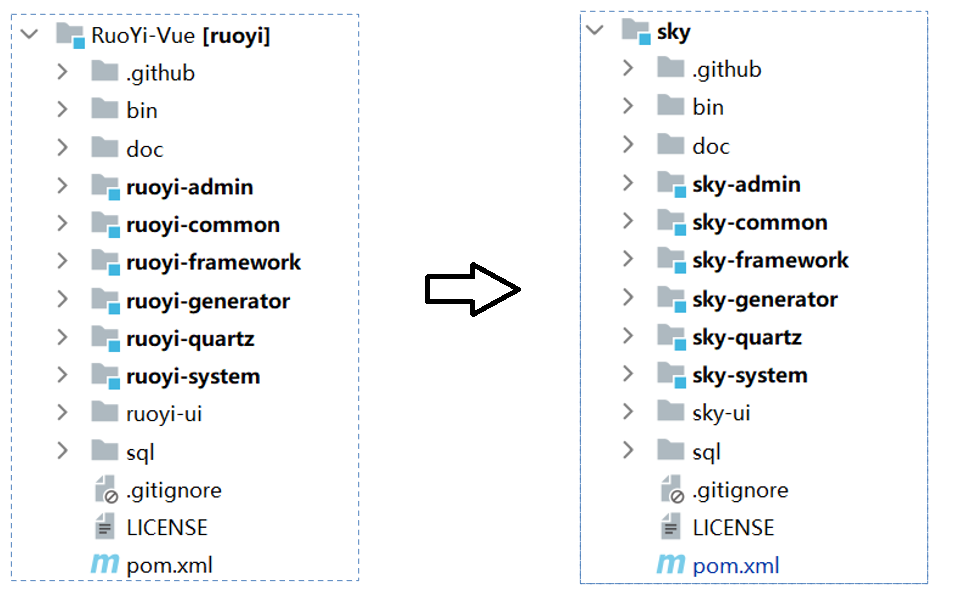 RuoYi-Vue [ruoyi]
.github
bin
doc
ruoyi-admin
ruoyi-common
ruoyi-framework
ruoyi-generator
ruoyi-quartz
ruoyi-system
ruoyi-ui
sql
.gitignore
LICENSE
pom.xml
sky
.github
bin
doc
sky-admin
sky-common
sky-framework
sky-generator
sky-quartz
sky-system
sky-ui
sql
.gitignore
LICENSE
pom.xml